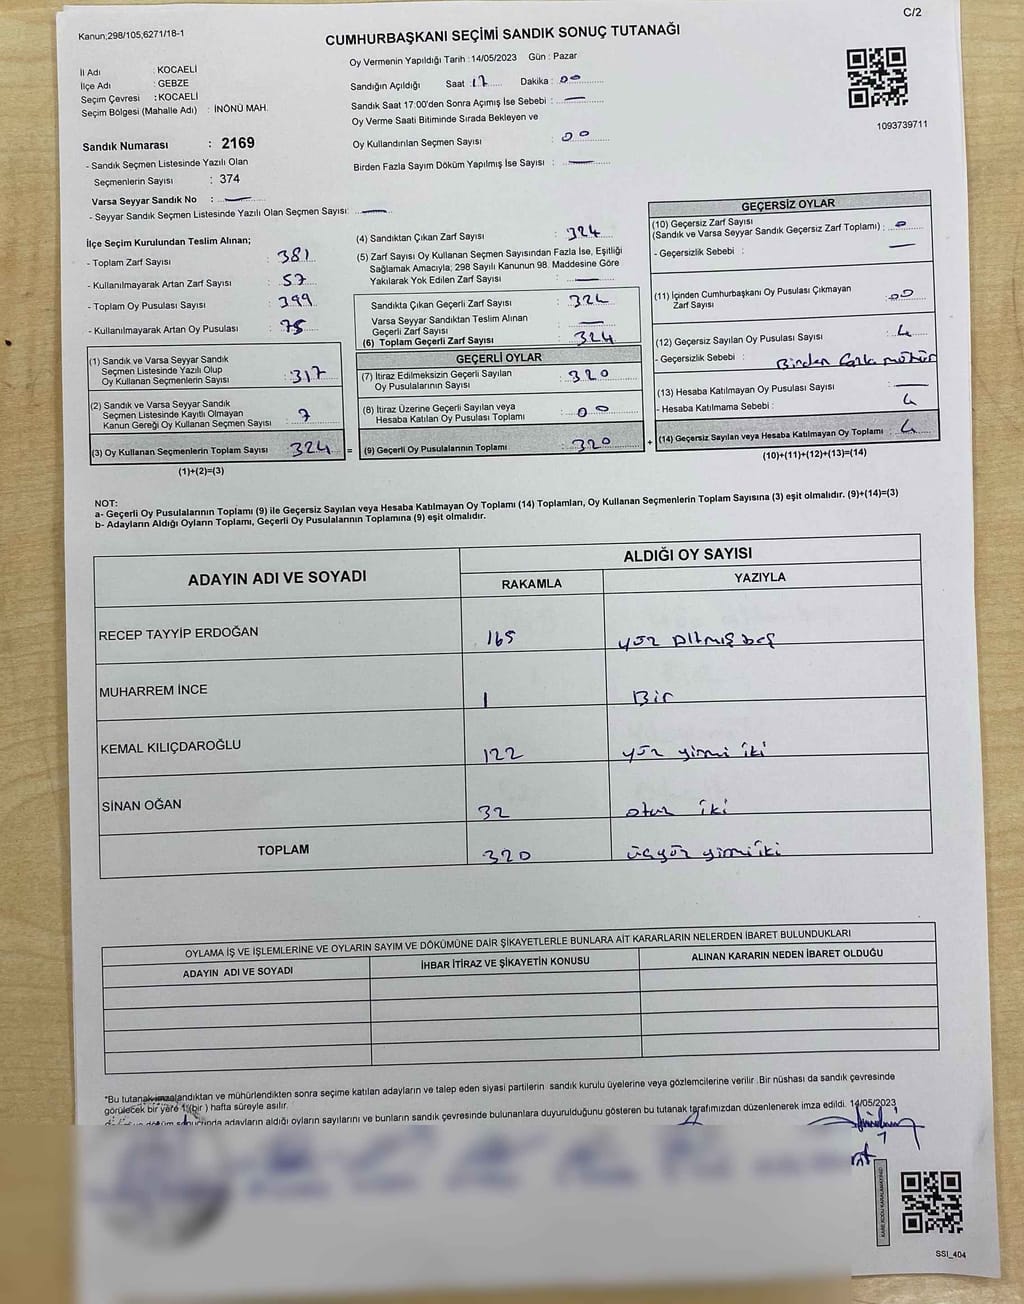 C/2
Kanun;298/105,6271/18-1
CUMHURBAŞKANI SEÇİMİ SANDIK SONUÇ TUTANAĞI
İl Adı : KOCAELİ
İlçe Adı : GEBZE
Seçim Çevresi : KOCAELİ
Seçim Bölgesi (Mahalle Adı) : İNÖNÜ MAH.
Sandık Numarası : 2169
- Sandık Seçmen Listesinde Yazılı Olan
Seçmenlerin Sayısı : 374
Varsa Seyyar Sandık No : —
- Seyyar Sandık Seçmen Listesinde Yazılı Olan Seçmen Sayısı: —
Oy Vermenin Yapıldığı Tarih : 14/05/2023 Gün : Pazar
Sandığın Açıldığı Saat 17 Dakika : 00
Sandık Saat 17:00'den Sonra Açımış İse Sebebi : —
Oy Verme Saati Bitiminde Sırada Bekleyen ve
Oy Kullandırılan Seçmen Sayısı : 00
Birden Fazla Sayım Döküm Yapılmış İse Sayısı : —
1093739711
İlçe Seçim Kurulundan Teslim Alınan;
- Toplam Zarf Sayısı : 381
- Kullanılmayarak Artan Zarf Sayısı : 57
- Toplam Oy Pusulası Sayısı : 399
- Kullanılmayarak Artan Oy Pusulası : 75
(1) Sandık ve Varsa Seyyar Sandık
Seçmen Listesinde Yazılı Olup
Oy Kullanan Seçmenlerin Sayısı : 317
(2) Sandık ve Varsa Seyyar Sandık
Seçmen Listesinde Kayıtlı Olmayan
Kanun Gereği Oy Kullanan Seçmen Sayısı : 7
(3) Oy Kullanan Seçmenlerin Toplam Sayısı : 324
(1)+(2)=(3)
(4) Sandıktan Çıkan Zarf Sayısı : 324
(5) Zarf Sayısı Oy Kullanan Seçmen Sayısından Fazla İse, Eşitliği
Sağlamak Amacıyla; 298 Sayılı Kanunun 98. Maddesine Göre
Yakılarak Yok Edilen Zarf Sayısı : —
Sandıkta Çıkan Geçerli Zarf Sayısı : 324
Varsa Seyyar Sandıktan Teslim Alınan
Geçerli Zarf Sayısı : —
(6) Toplam Geçerli Zarf Sayısı : 324
GEÇERLİ OYLAR
(7) İtiraz Edilmeksizin Geçerli Sayılan
Oy Pusulalarının Sayısı : 320
(8) İtiraz Üzerine Geçerli Sayılan veya
Hesaba Katılan Oy Pusulası Toplamı : 00
= (9) Geçerli Oy Pusulalarının Toplamı : 320 +
GEÇERSİZ OYLAR
(10) Geçersiz Zarf Sayısı
(Sandık ve Varsa Seyyar Sandık Geçersiz Zarf Toplamı) : 0
- Geçersizlik Sebebi : —
(11) İçinden Cumhurbaşkanı Oy Pusulası Çıkmayan
Zarf Sayısı : 00
(12) Geçersiz Sayılan Oy Pusulası Sayısı : 4
- Geçersizlik Sebebi : Birden fazla mühür
(13) Hesaba Katılmayan Oy Pusulası Sayısı : —
- Hesaba Katılmama Sebebi : 4
(14) Geçersiz Sayılan veya Hesaba Katılmayan Oy Toplamı : 4
(10)+(11)+(12)+(13)=(14)
NOT:
a- Geçerli Oy Pusulalarının Toplamı (9) ile Geçersiz Sayılan veya Hesaba Katılmayan Oy Toplamı (14) Toplamları, Oy Kullanan Seçmenlerin Toplam Sayısına (3) eşit olmalıdır. (9)+(14)=(3)
b- Adayların Aldığı Oyların Toplamı, Geçerli Oy Pusulalarının Toplamına (9) eşit olmalıdır.
ADAYIN ADI VE SOYADI ALDIĞI OY SAYISI
RAKAMLA YAZIYLA
RECEP TAYYİP ERDOĞAN 165 yüz altmış beş
MUHARREM İNCE 1 Bir
KEMAL KILIÇDAROĞLU 122 yüz yirmi iki
SİNAN OĞAN 32 otuz iki
TOPLAM 320 üçyüz yirmi iki
OYLAMA İŞ VE İŞLEMLERİNE VE OYLARIN SAYIM VE DÖKÜMÜNE DAİR ŞİKAYETLERLE BUNLARA AİT KARARLARIN NELERDEN İBARET BULUNDUKLARI
ADAYIN ADI VE SOYADI İHBAR İTİRAZ VE ŞİKAYETİN KONUSU ALINAN KARARIN NEDEN İBARET OLDUĞU
*Bu tutanak imzalandıktan ve mühürlendikten sonra seçime katılan adayların ve talep eden siyasi partilerin sandık kurulu üyelerine veya gözlemcilerine verilir .Bir nüshası da sandık çevresinde
görülecek bir yere 1 (bir ) hafta süreyle asılır.
adayların aldığı oyların sayılarını ve bunların sandık çevresinde bulunanlara duyurulduğunu gösteren bu tutanak tarafımızdan düzenlenerek imza edildi. 14/05/2023
SSI_404